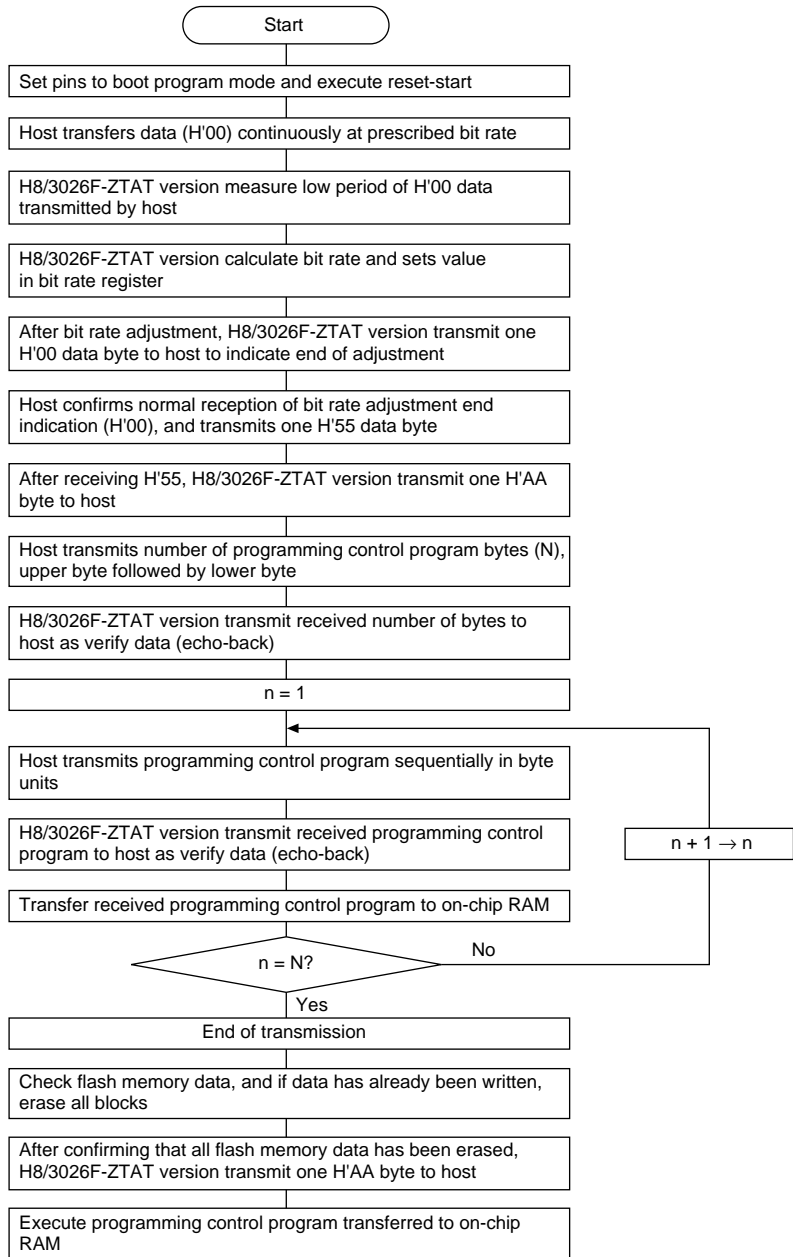 Start
Set pins to boot program mode and execute reset-start
Host transfers data (H'00) continuously at prescribed bit rate
H8/3026F-ZTAT version measure low period of H'00 data
transmitted by host
H8/3026F-ZTAT version calculate bit rate and sets value
in bit rate register
After bit rate adjustment, H8/3026F-ZTAT version transmit one
H'00 data byte to host to indicate end of adjustment
Host confirms normal reception of bit rate adjustment end
indication (H'00), and transmits one H'55 data byte
After receiving H'55, H8/3026F-ZTAT version transmit one H'AA
byte to host
Host transmits number of programming control program bytes (N),
upper byte followed by lower byte
H8/3026F-ZTAT version transmit received number of bytes to
host as verify data (echo-back)
n = 1
Host transmits programming control program sequentially in byte
units
H8/3026F-ZTAT version transmit received programming control
program to host as verify data (echo-back)
n + 1 → n
Transfer received programming control program to on-chip RAM
n = N?
No
Yes
End of transmission
Check flash memory data, and if data has already been written,
erase all blocks
After confirming that all flash memory data has been erased,
H8/3026F-ZTAT version transmit one H'AA byte to host
Execute programming control program transferred to on-chip
RAM